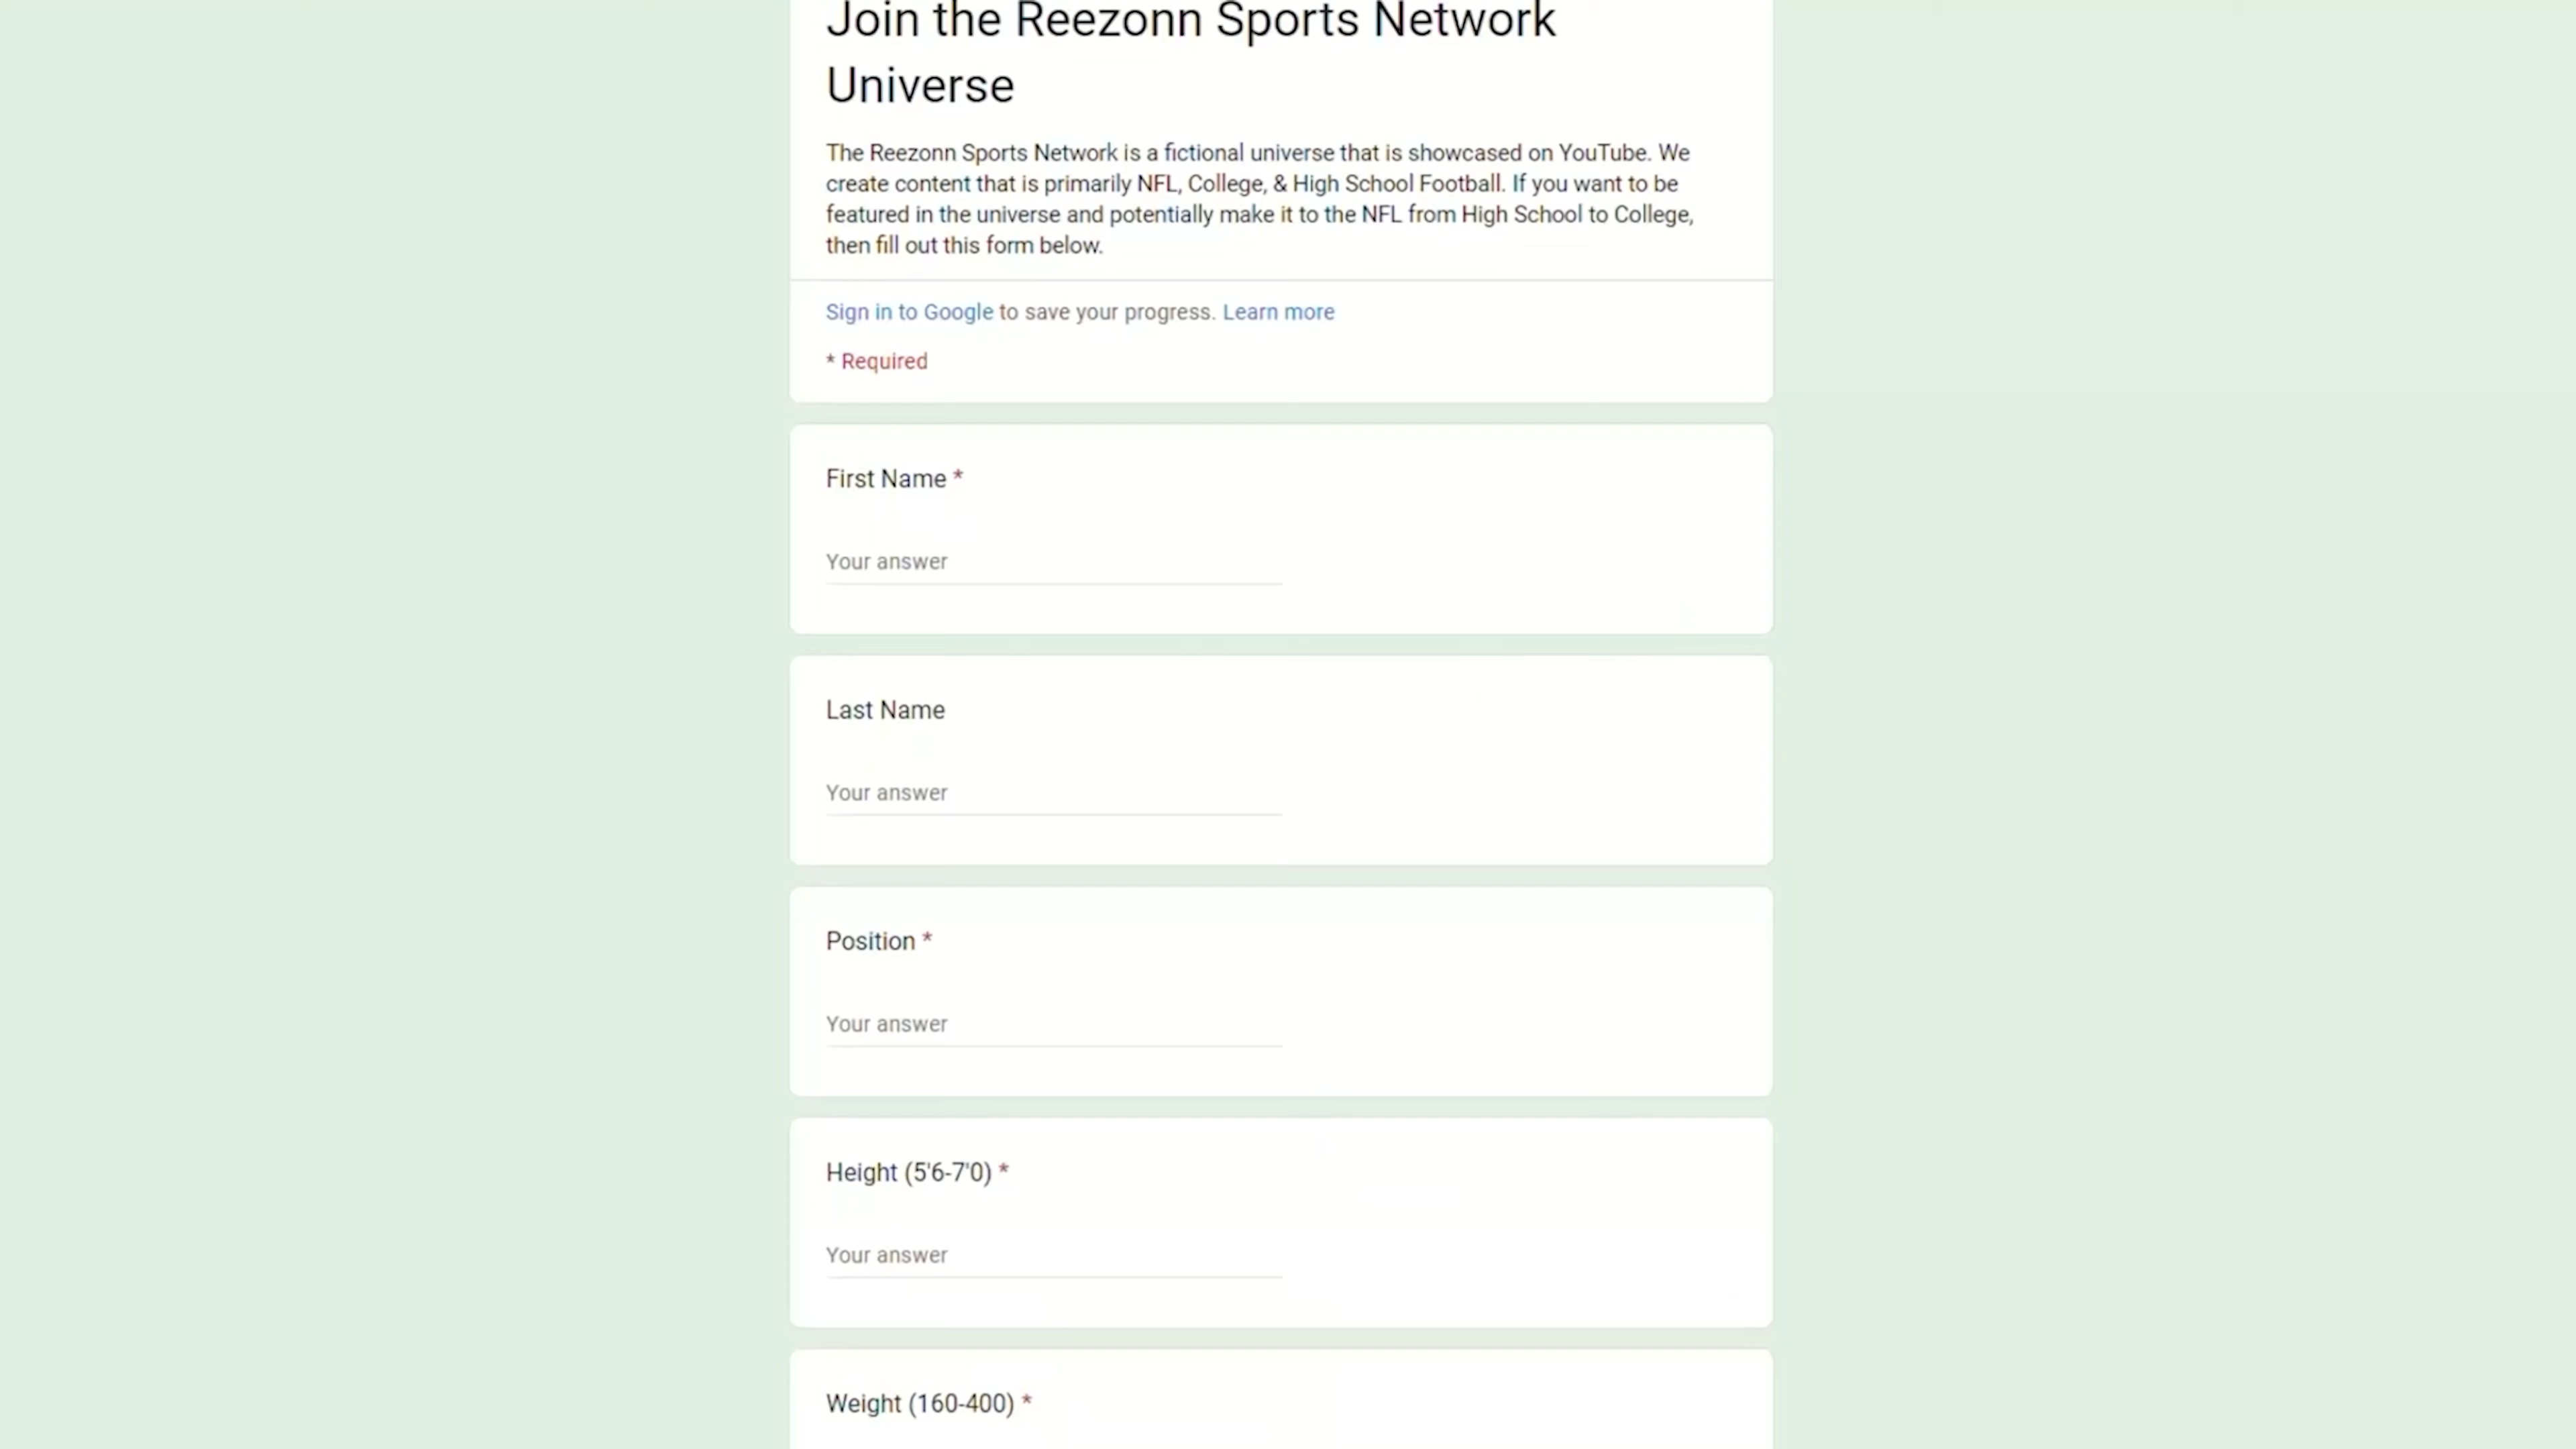 Join the Reezonn Sports Network
Universe
The Reezonn Sports Network is a fictional universe that is showcased on YouTube. We
create content that is primarily NFL, College, & High School Football. If you want to be
featured in the universe and potentially make it to the NFL from High School to College,
then fill out this form below.
Sign in to Google to save your progress. Learn more
* Required
First Name *
Your answer
Last Name
Your answer
Position *
Your answer
Height (5'6-7'0) *
Your answer
Weight (160-400) *